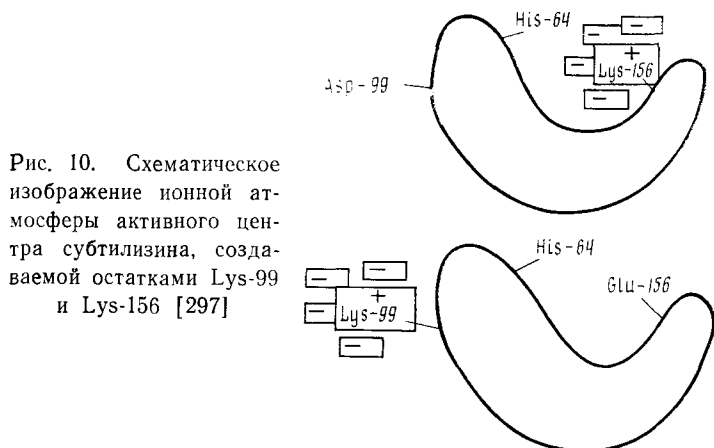 His-64
+
Lys-156
Asp-99
Рис. 10. Схематическое
изображение ионной ат-
мосферы активного цен-
тра субтилизина, созда-
ваемой остатками Lys-99
и Lys-156 [297]
His-64
Glu-156
+
Lys-99